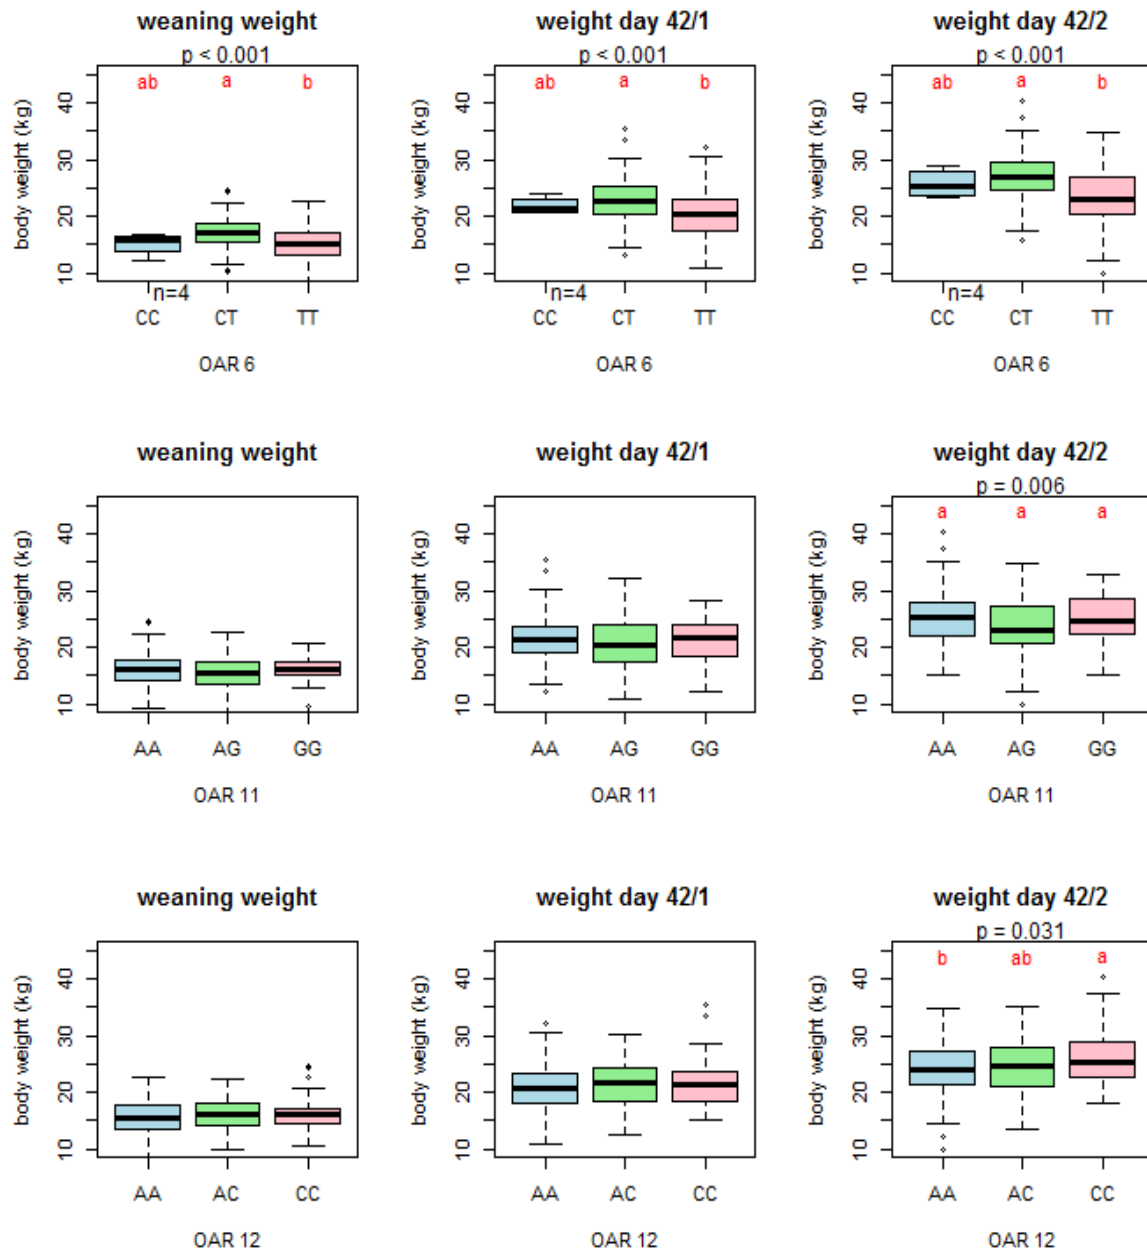 weaning weight weight day 42/1 weight day 42/2
p < 0.001 p < 0.001 p < 0.001
ab a b ab a b ab a b
body weight (kg) body weight (kg) body weight (kg)
40 40 40
30 30 30
20 20 20
10 10 10
n=4 n=4 n=4
CC CT TT CC CT TT CC CT TT
OAR 6 OAR 6 OAR 6
weaning weight weight day 42/1 weight day 42/2
p = 0.006
a a a
body weight (kg) body weight (kg) body weight (kg)
40 40 40
30 30 30
20 20 20
10 10 10
AA AG GG AA AG GG AA AG GG
OAR 11 OAR 11 OAR 11
weaning weight weight day 42/1 weight day 42/2
p = 0.031
b ab a
body weight (kg) body weight (kg) body weight (kg)
40 40 40
30 30 30
20 20 20
10 10 10
AA AC CC AA AC CC AA AC CC
OAR 12 OAR 12 OAR 12